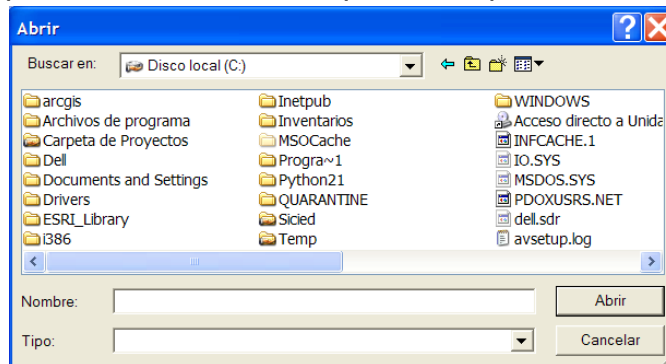 Abrir
Buscar en: Disco local (C:)
arcgis
Archivos de programa
Carpeta de Proyectos
Dell
Documents and Settings
Drivers
ESRI_Library
i386
Inetpub
Inventarios
MSOCache
Progra~1
Python21
QUARANTINE
Sicied
Temp
WINDOWS
Acceso directo a Unida
INFCACHE.1
IO.SYS
MSDOS.SYS
PDOXUSRS.NET
dell.sdr
avsetup.log
Nombre: Abrir
Tipo: Cancelar